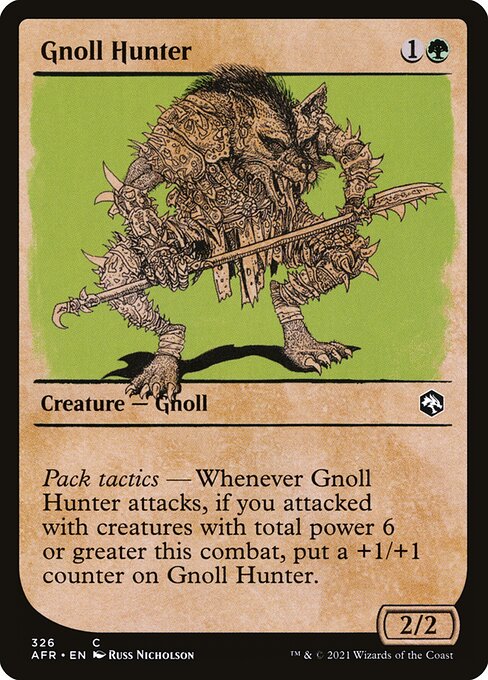 Gnoll Hunter 1
Creature — Gnoll
Pack tactics — Whenever Gnoll
Hunter attacks, if you attacked
with creatures with total power 6
or greater this combat, put a +1/+1
counter on Gnoll Hunter.
2/2
326 C
AFR • EN Russ Nicholson
™ & © 2021 Wizards of the Coast